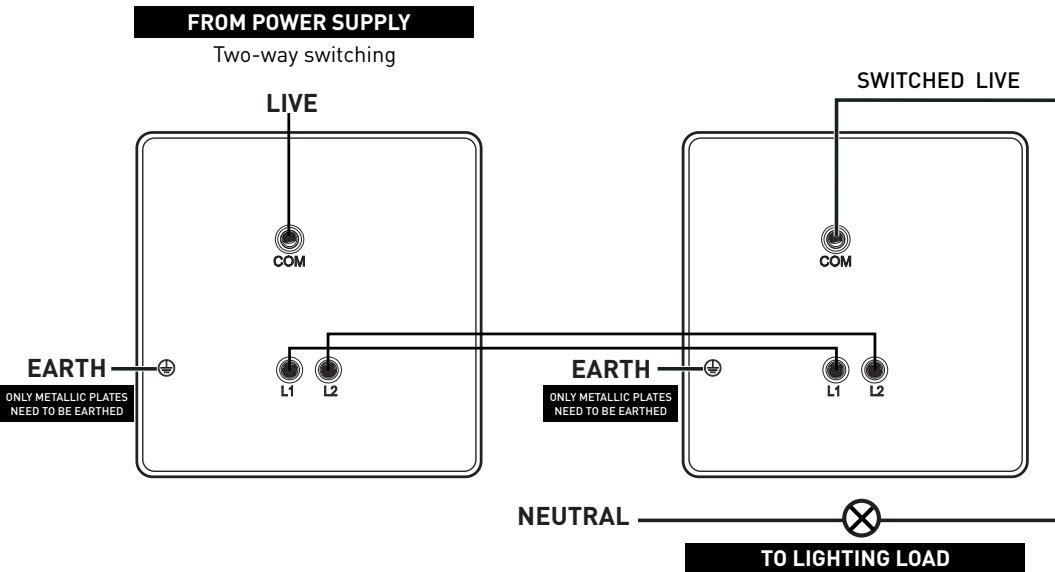 FROM POWER SUPPLY
Two-way switching
LIVE
SWITCHED LIVE
COM
COM
EARTH
ONLY METALLIC PLATES
NEED TO BE EARTHED
L1
L2
EARTH
ONLY METALLIC PLATES
NEED TO BE EARTHED
L1
L2
NEUTRAL
TO LIGHTING LOAD